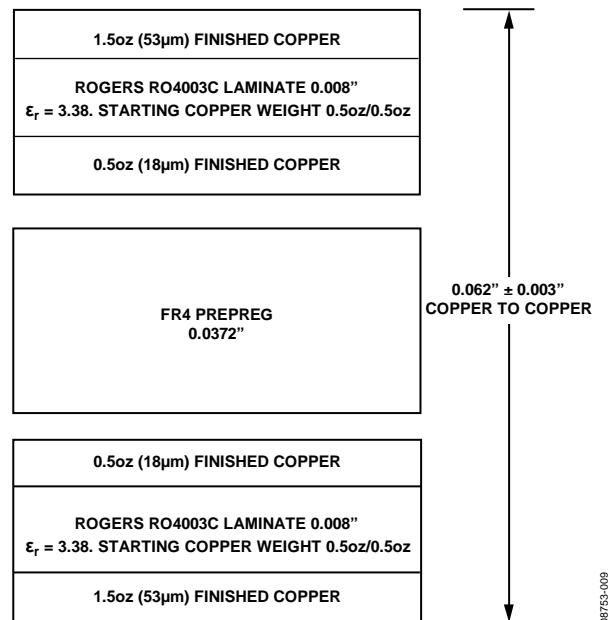 1.5oz (53µm) FINISHED COPPER
ROGERS RO4003C LAMINATE 0.008”
εr = 3.38. STARTING COPPER WEIGHT 0.5oz/0.5oz
0.5oz (18µm) FINISHED COPPER
FR4 PREPREG
0.0372”
0.062” ± 0.003”
COPPER TO COPPER
0.5oz (18µm) FINISHED COPPER
ROGERS RO4003C LAMINATE 0.008”
εr = 3.38. STARTING COPPER WEIGHT 0.5oz/0.5oz
1.5oz (53µm) FINISHED COPPER
08753-009